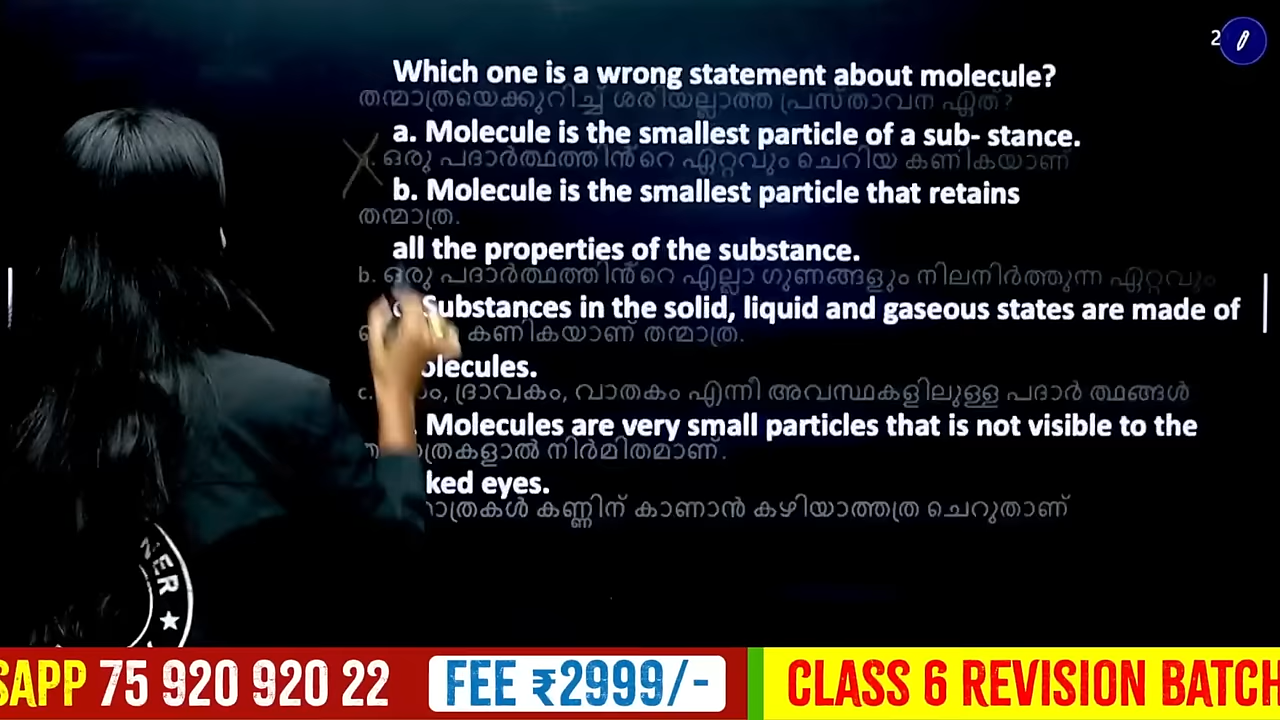 2
Which one is a wrong statement about molecule?
തന്മാത്രയെക്കുറിച്ച് ശരിയല്ലാത്ത പ്രസ്താവന ഏത്?
a. Molecule is the smallest particle of a sub- stance.
ഒരു പദാർത്ഥത്തിൻറെ ഏറ്റവും ചെറിയ കണികയാണ്
b. Molecule is the smallest particle that retains
തന്മാത്ര.
all the properties of the substance.
b. ഒരു പദാർത്ഥത്തിൻറെ എല്ലാ ഗുണങ്ങളും നിലനിർത്തുന്ന ഏറ്റവും
Substances in the solid, liquid and gaseous states are made of
കണികയാണ് തന്മാത്ര.
olecules.
c. ദ്രാവകം, വാതകം എന്നീ അവസ്ഥകളിലുള്ള പദാർ ത്ഥങ്ങൾ
Molecules are very small particles that is not visible to the
നിർമിതമാണ്.
ked eyes.
കണ്ണിന് കാണാൻ കഴിയാത്തത്ര ചെറുതാണ്
NER ★
SAPP 75 920 920 22 FEE ₹2999/- CLASS 6 REVISION BATCH